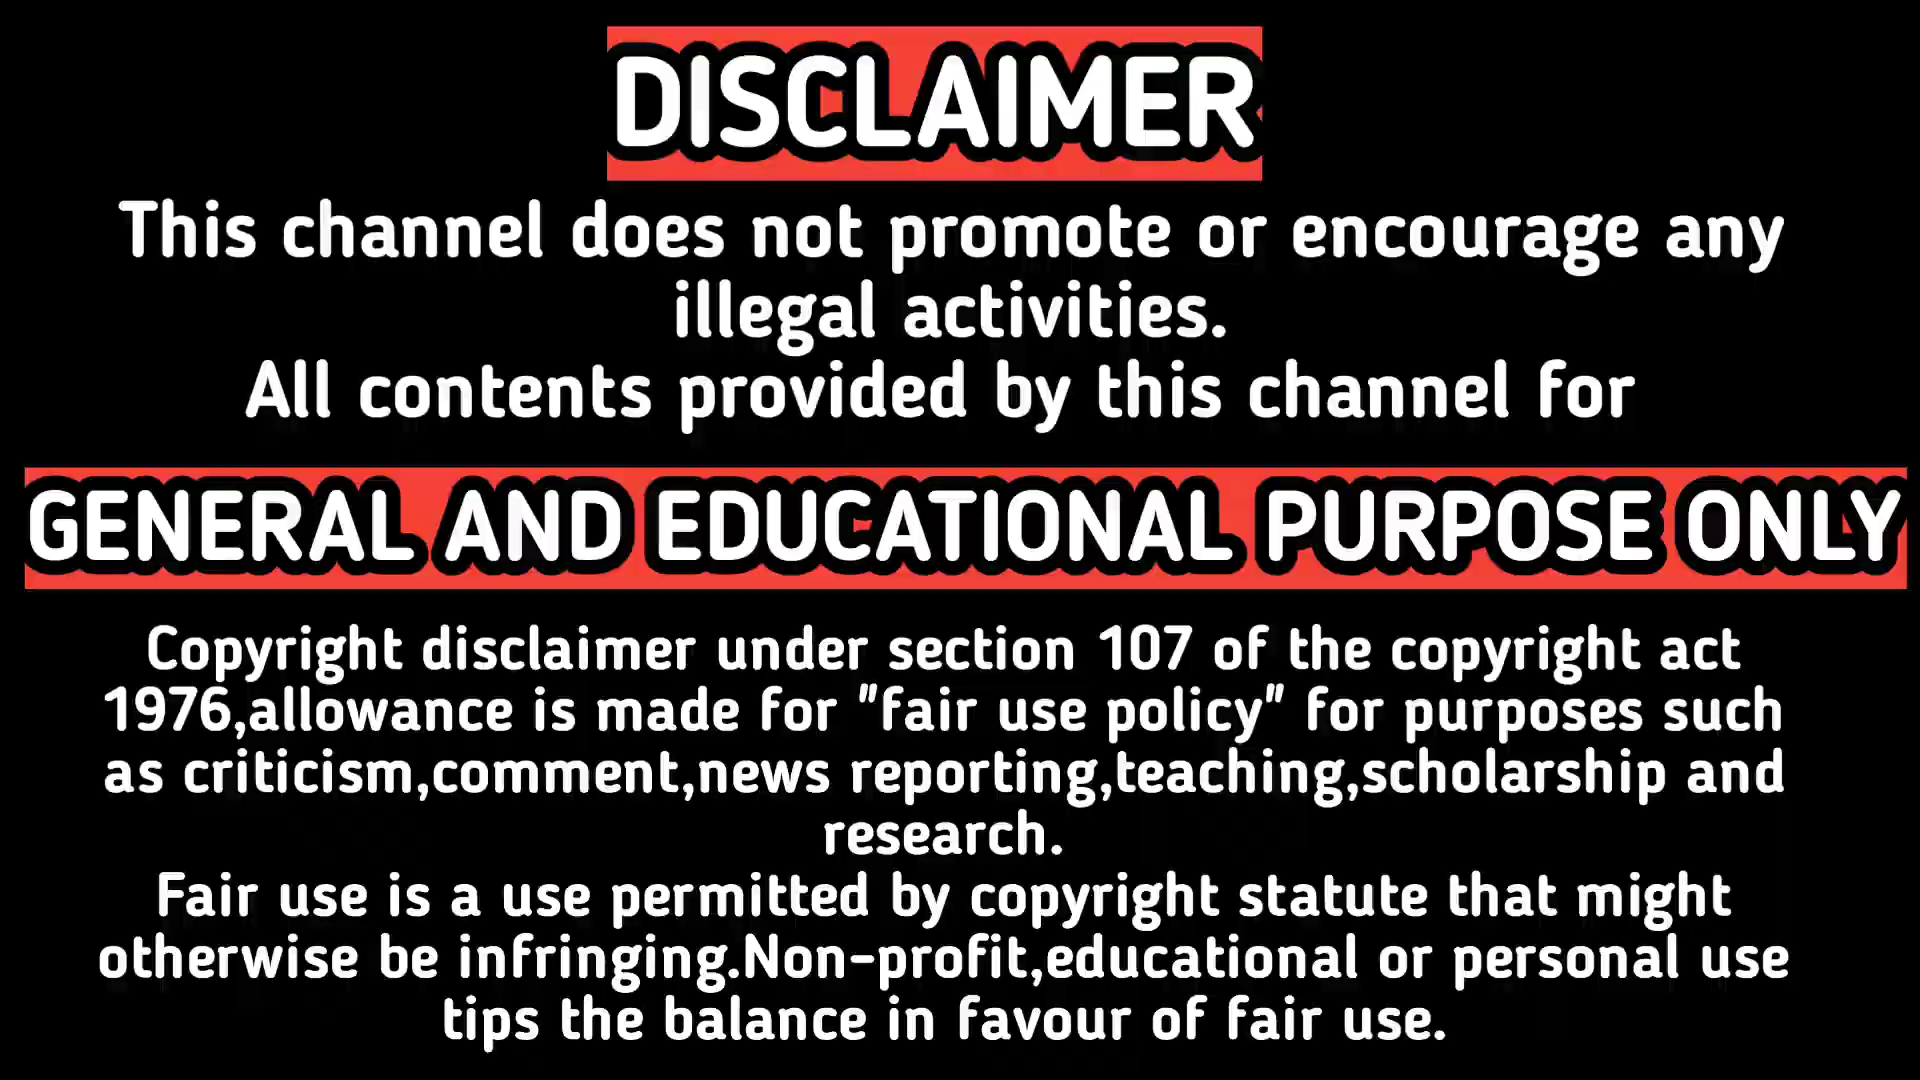 DISCLAIMER
This channel does not promote or encourage any
illegal activities.
All contents provided by this channel for
GENERAL AND EDUCATIONAL PURPOSE ONLY
Copyright disclaimer under section 107 of the copyright act
1976,allowance is made for "fair use policy" for purposes such
as criticism,comment,news reporting,teaching,scholarship and
research.
Fair use is a use permitted by copyright statute that might
otherwise be infringing.Non-profit,educational or personal use
tips the balance in favour of fair use.